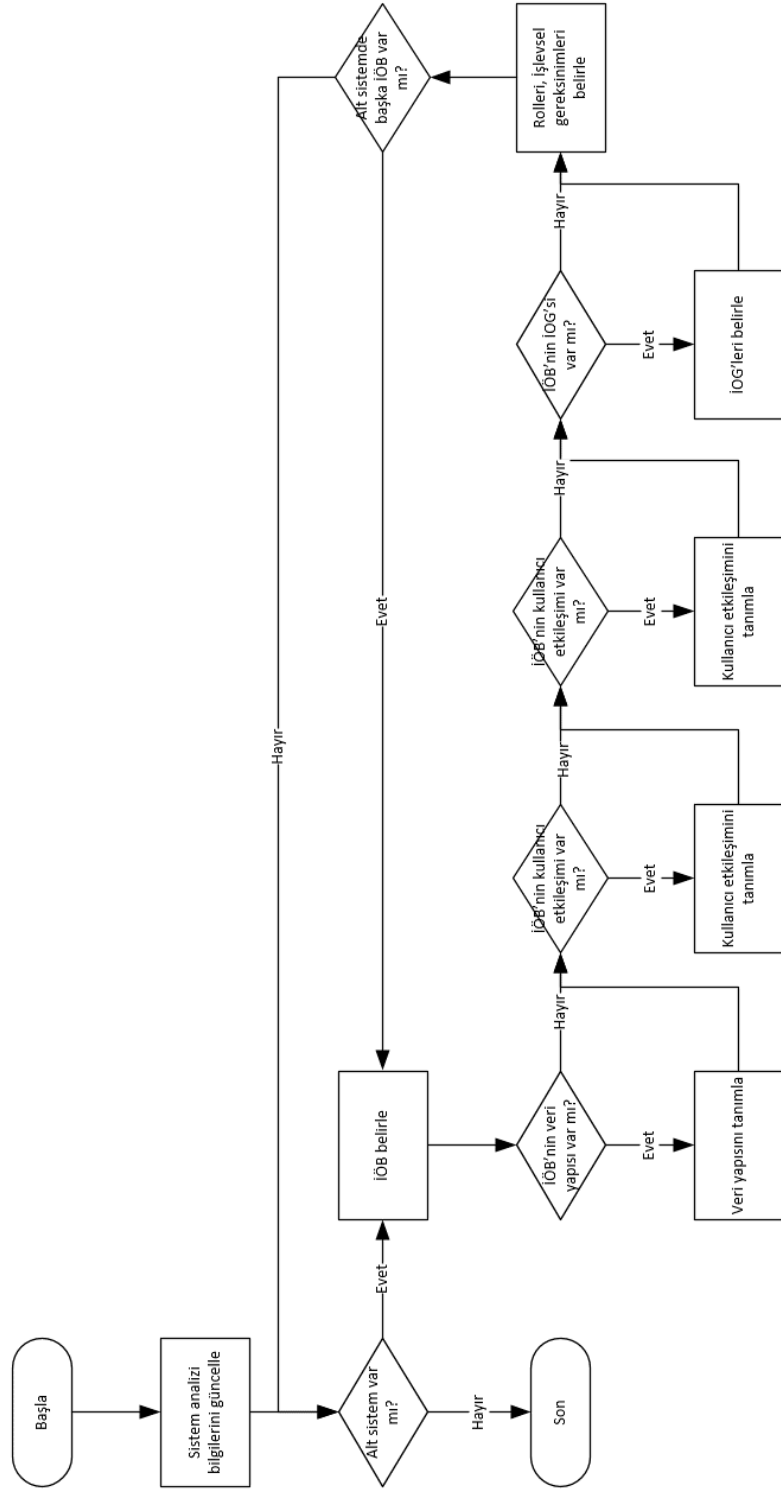 Başla
Sistem analizi
bilgilerini güncelle
Alt sistem var
mı?
Hayır
Son
Evet
İÖB belirle
İÖB'nin veri
yapısı var mı?
Evet
Veri yapısını tanımla
Hayır
İÖB'nin kullanıcı
etkileşimi var
mı?
Evet
Kullanıcı etkileşimini
tanımla
Hayır
İÖB'nin kullanıcı
etkileşimi var
mı?
Evet
Kullanıcı etkileşimini
tanımla
Hayır
İÖB'nin İOG'si
var mı?
Evet
İOG'leri belirle
Hayır
Rolleri, İşlevsel
gereksinimleri
belirle
Alt sistemde
başka İÖB var
mı?
Evet
Hayır